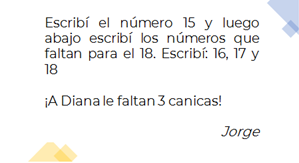 Escribí el número 15 y luego
abajo escribí los números que
faltan para el 18. Escribí: 16, 17 y
18
¡A Diana le faltan 3 canicas!
Jorge